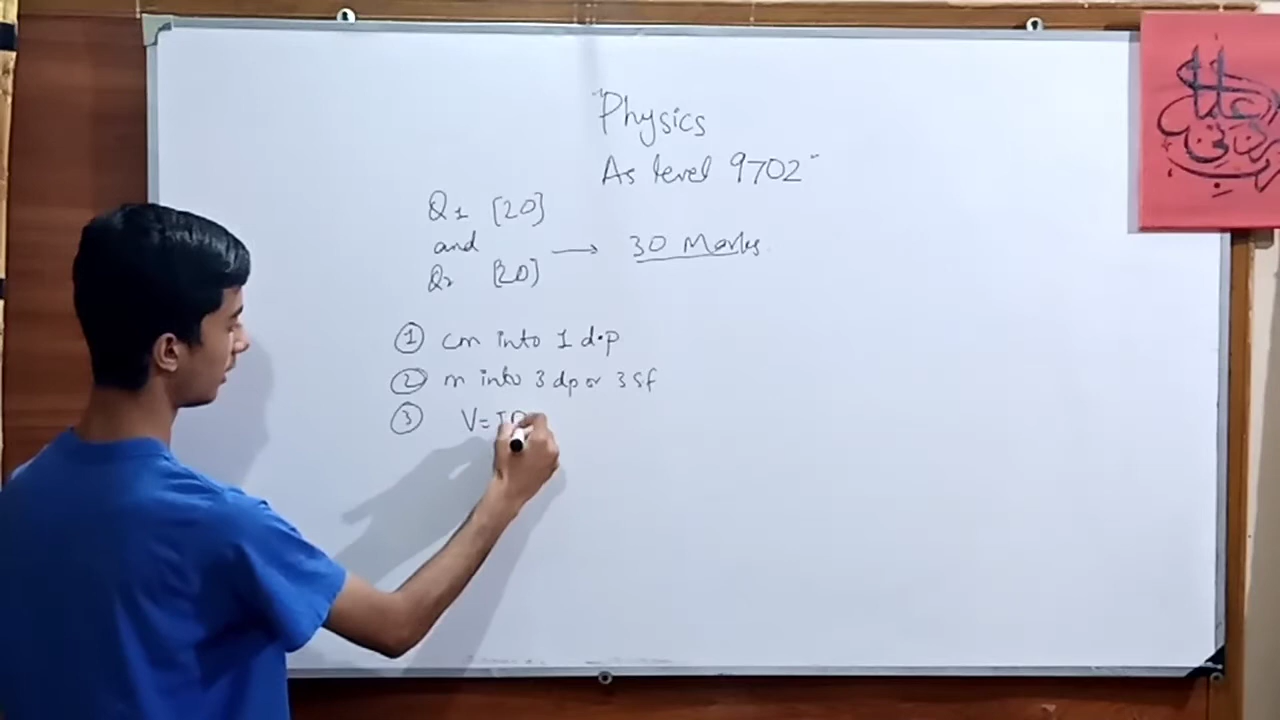 "Physics
As level 9702"
Q1 [20]
and → 30 Marks
Q2 [20]
① cm into 1 d.p
② m into 3 dp or 3 sf
③ V=IR